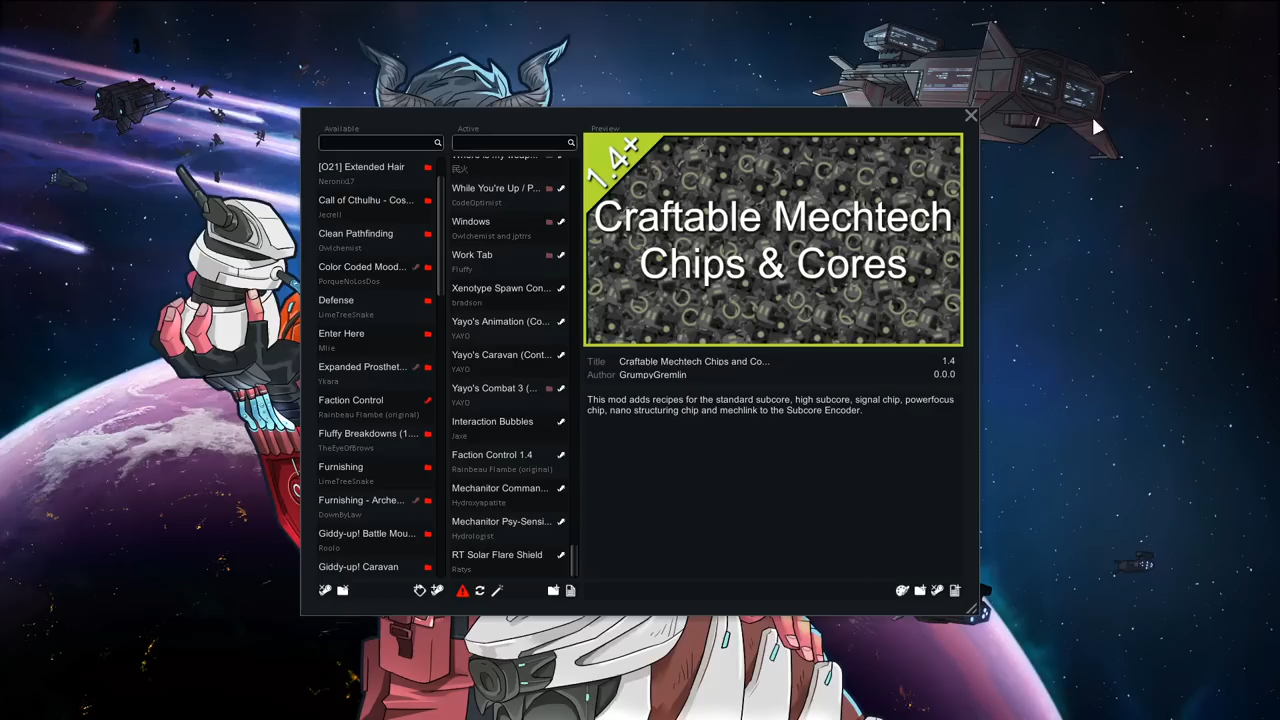 Available
[O21] Extended Hair
Neronix17
Call of Cthulhu - Cos...
Jecrell
Clean Pathfinding
Owlchemist
Color Coded Mood...
PorqueNoLosDos
Defense
LimeTreeSnake
Enter Here
Mlie
Expanded Prosthet...
Ykara
Faction Control
Rainbeau Flambe (original)
Fluffy Breakdowns (1....
TheEyeOfBrows
Furnishing
LimeTreeSnake
Furnishing - Arche...
DownByLaw
Giddy-up! Battle Mou...
Roolo
Giddy-up! Caravan
Active
民火
While You're Up / P...
CodeOptimist
Windows
Owlchemist and jptrrs
Work Tab
Fluffy
Xenotype Spawn Con...
bradson
Yayo's Animation (Co...
YAYO
Yayo's Caravan (Cont...
YAYO
Yayo's Combat 3 (...
YAYO
Interaction Bubbles
Jaxe
Faction Control 1.4
Rainbeau Flambe (original)
Mechanitor Comman...
Hydroxyapatite
Mechanitor Psy-Sensi...
Hydrologist
RT Solar Flare Shield
Ratys
Preview
1.4+
Craftable Mechtech
Chips & Cores
Title Craftable Mechtech Chips and Co... 1.4
Author GrumpyGremlin 0.0.0
This mod adds recipes for the standard subcore, high subcore, signal chip, powerfocus
chip, nano structuring chip and mechlink to the Subcore Encoder.